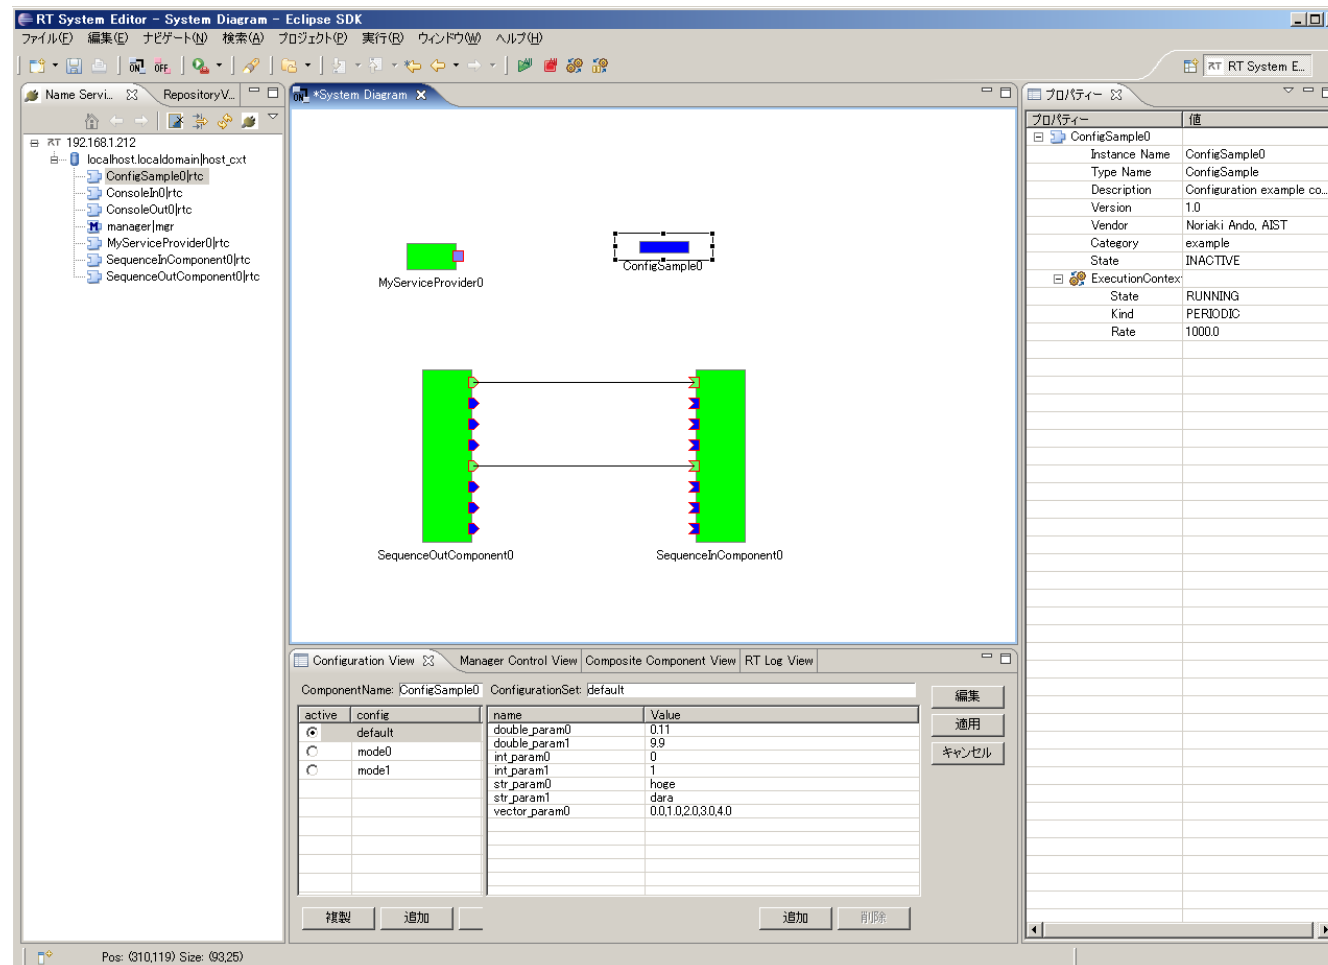 RT System Editor - System Diagram - Eclipse SDK
ファイル(F) 編集(E) ナビゲート(N) 検索(A) プロジェクト(P) 実行(R) ウィンドウ(W) ヘルプ(H)
ON OFF
RT RT System E...
Name Servi... RepositoryV...
RT 192.168.1.212
localhost.localdomain|host_cxt
ConfigSample0|rtc
ConsoleIn0|rtc
ConsoleOut0|rtc
M manager|mgr
MyServiceProvider0|rtc
SequenceInComponent0|rtc
SequenceOutComponent0|rtc
ON *System Diagram
MyServiceProvider0
ConfigSample0
SequenceOutComponent0
SequenceInComponent0
Configuration View Manager Control View Composite Component View RT Log View
ComponentName: ConfigSample0 ConfigurationSet: default
active config
default
mode0
mode1
複製 追加
name Value
double_param0 0.11
double_param1 9.9
int_param0 0
int_param1 1
str_param0 hoge
str_param1 dara
vector_param0 0.0,1.0,2.0,3.0,4.0
追加 削除
編集
適用
キャンセル
プロパティー
プロパティー 値
ConfigSample0
Instance Name ConfigSample0
Type Name ConfigSample
Description Configuration example co...
Version 1.0
Vendor Noriaki Ando, AIST
Category example
State INACTIVE
ExecutionContex
State RUNNING
Kind PERIODIC
Rate 1000.0
Pos: (310,119) Size: (93,25)